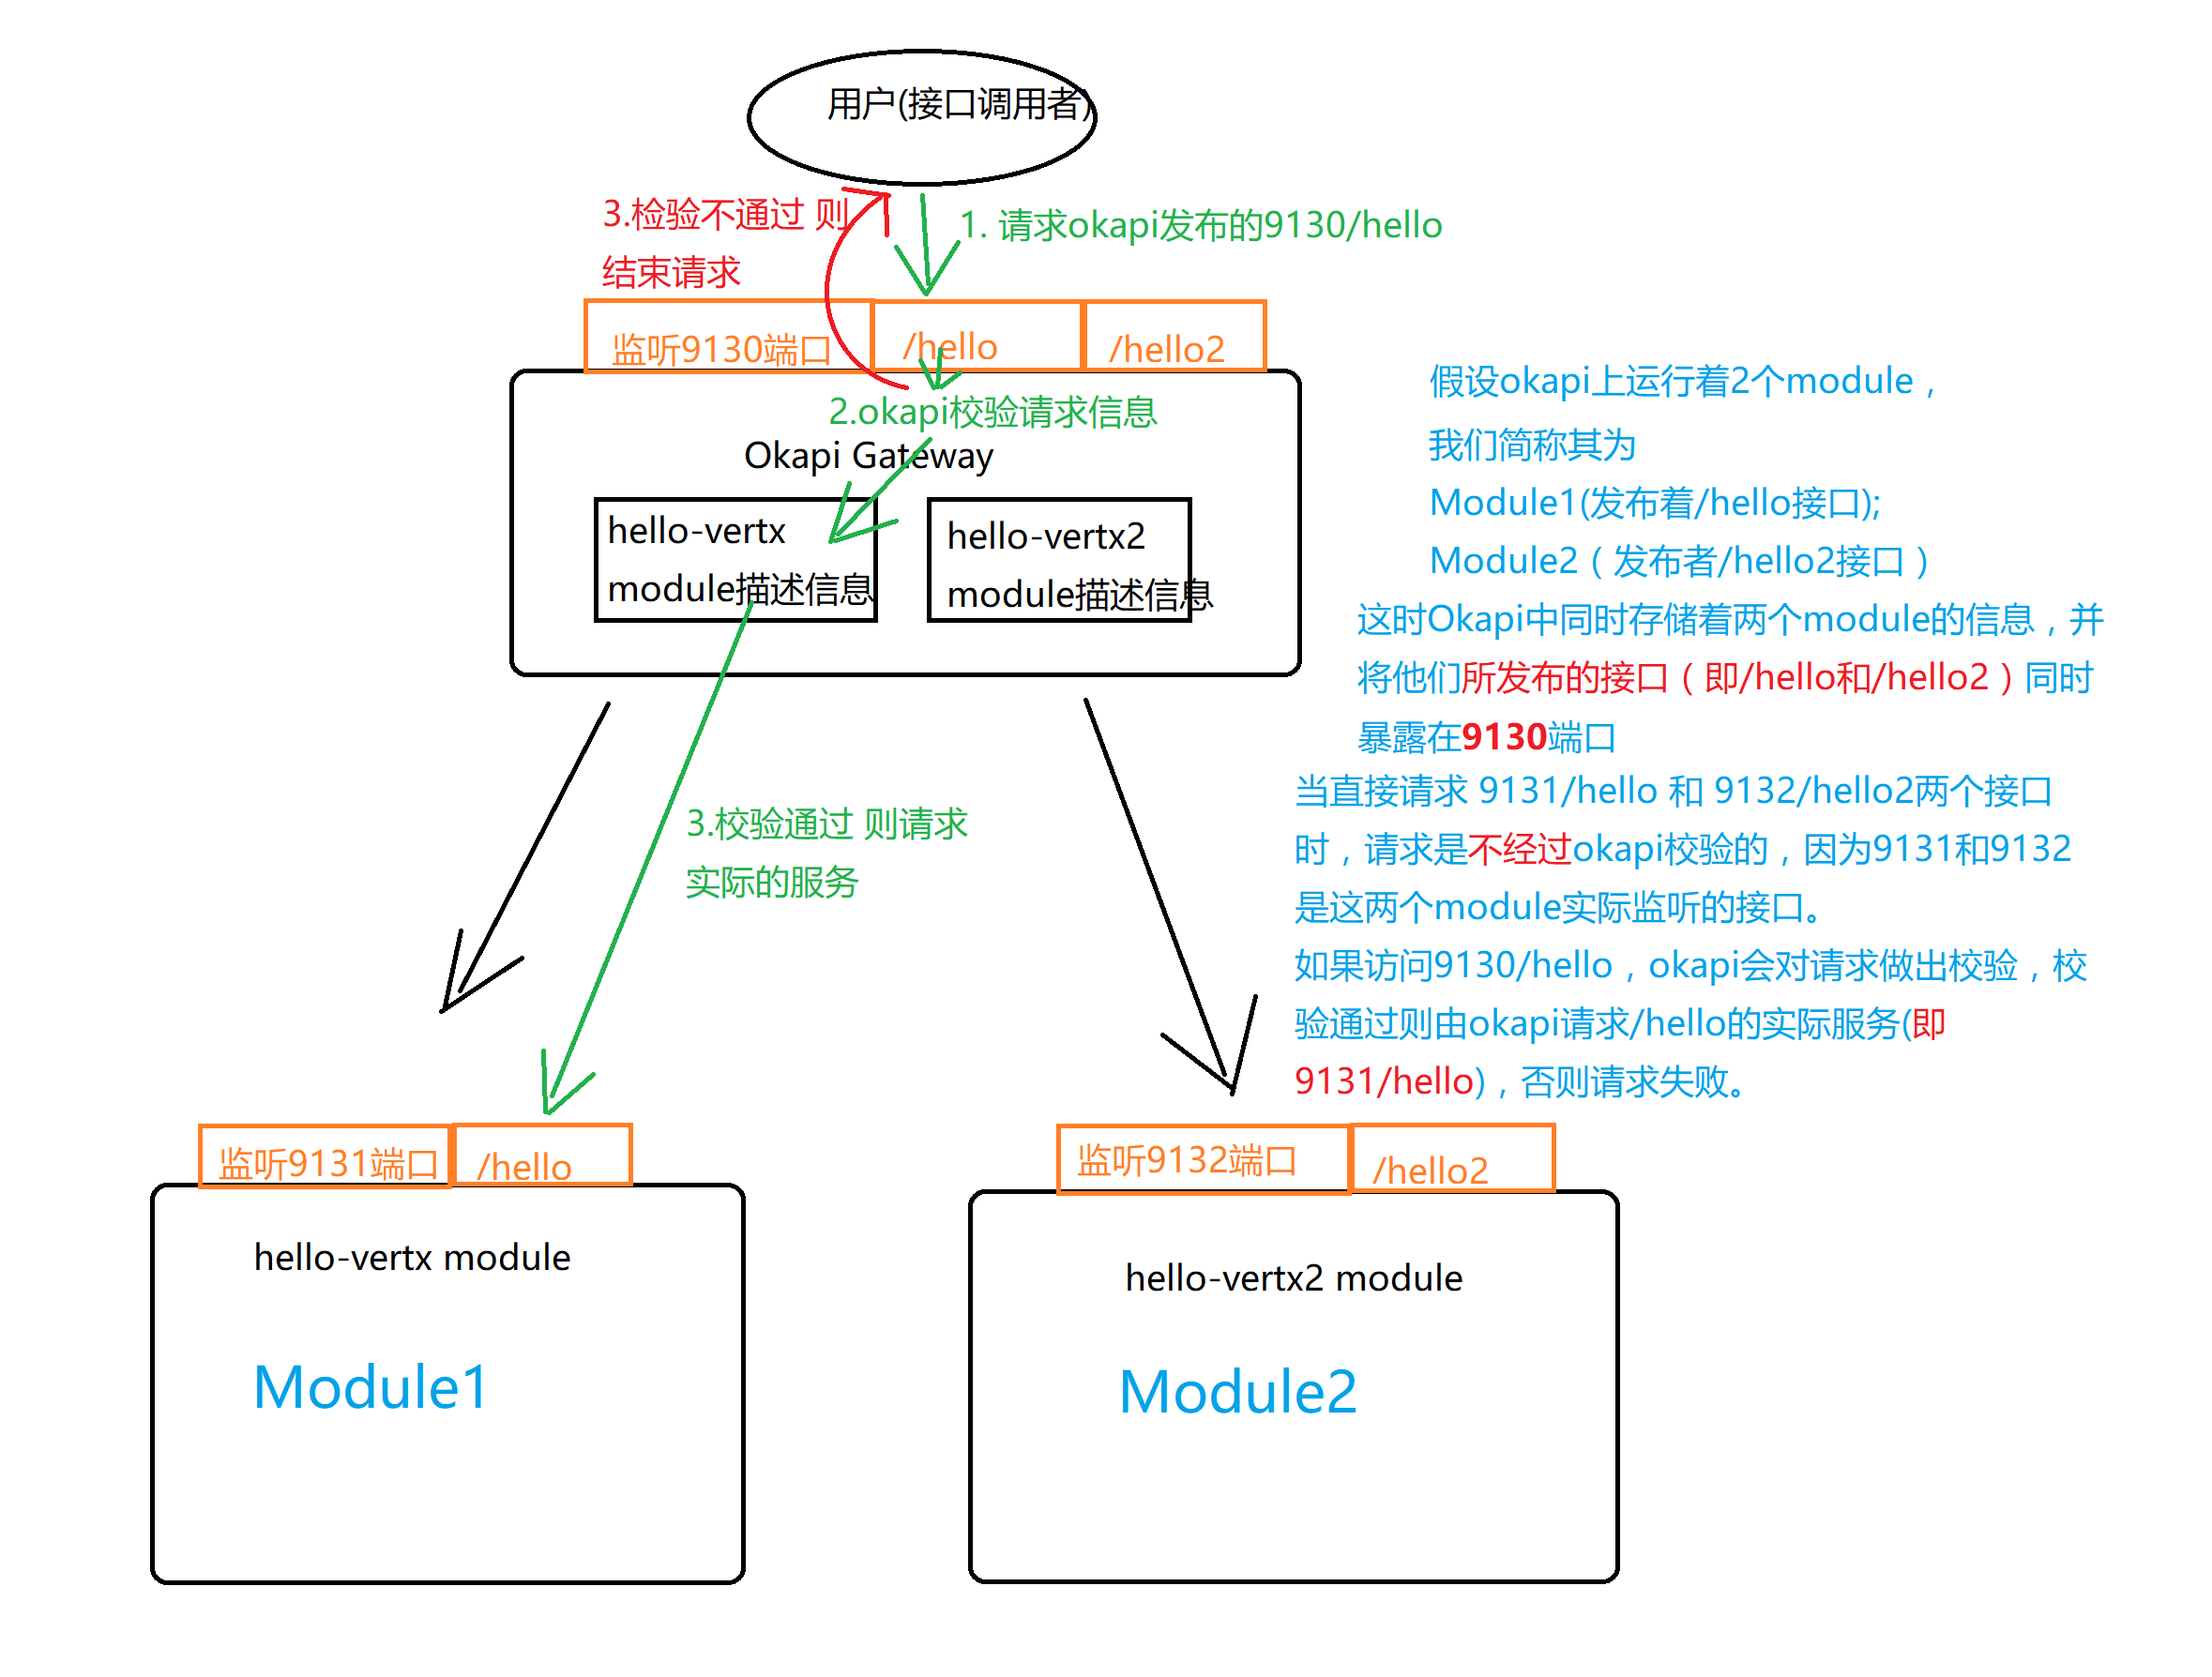 用户(接口调用者)
3.检验不通过 则
结束请求
1. 请求okapi发布的9130/hello
监听9130端口
/hello
/hello2
2.okapi校验请求信息
Okapi Gateway
hello-vertx
module描述信息
hello-vertx2
module描述信息
假设okapi上运行着2个module，
我们简称其为
Module1(发布着/hello接口);
Module2（发布者/hello2接口）
这时Okapi中同时存储着两个module的信息，并
将他们所发布的接口（即/hello和/hello2）同时
暴露在9130端口
当直接请求 9131/hello 和 9132/hello2两个接口
时，请求是不经过okapi校验的，因为9131和9132
是这两个module实际监听的接口。
如果访问9130/hello，okapi会对请求做出校验，校
验通过则由okapi请求/hello的实际服务(即
9131/hello)，否则请求失败。
3.校验通过 则请求
实际的服务
监听9131端口
/hello
hello-vertx module
Module1
监听9132端口
/hello2
hello-vertx2 module
Module2